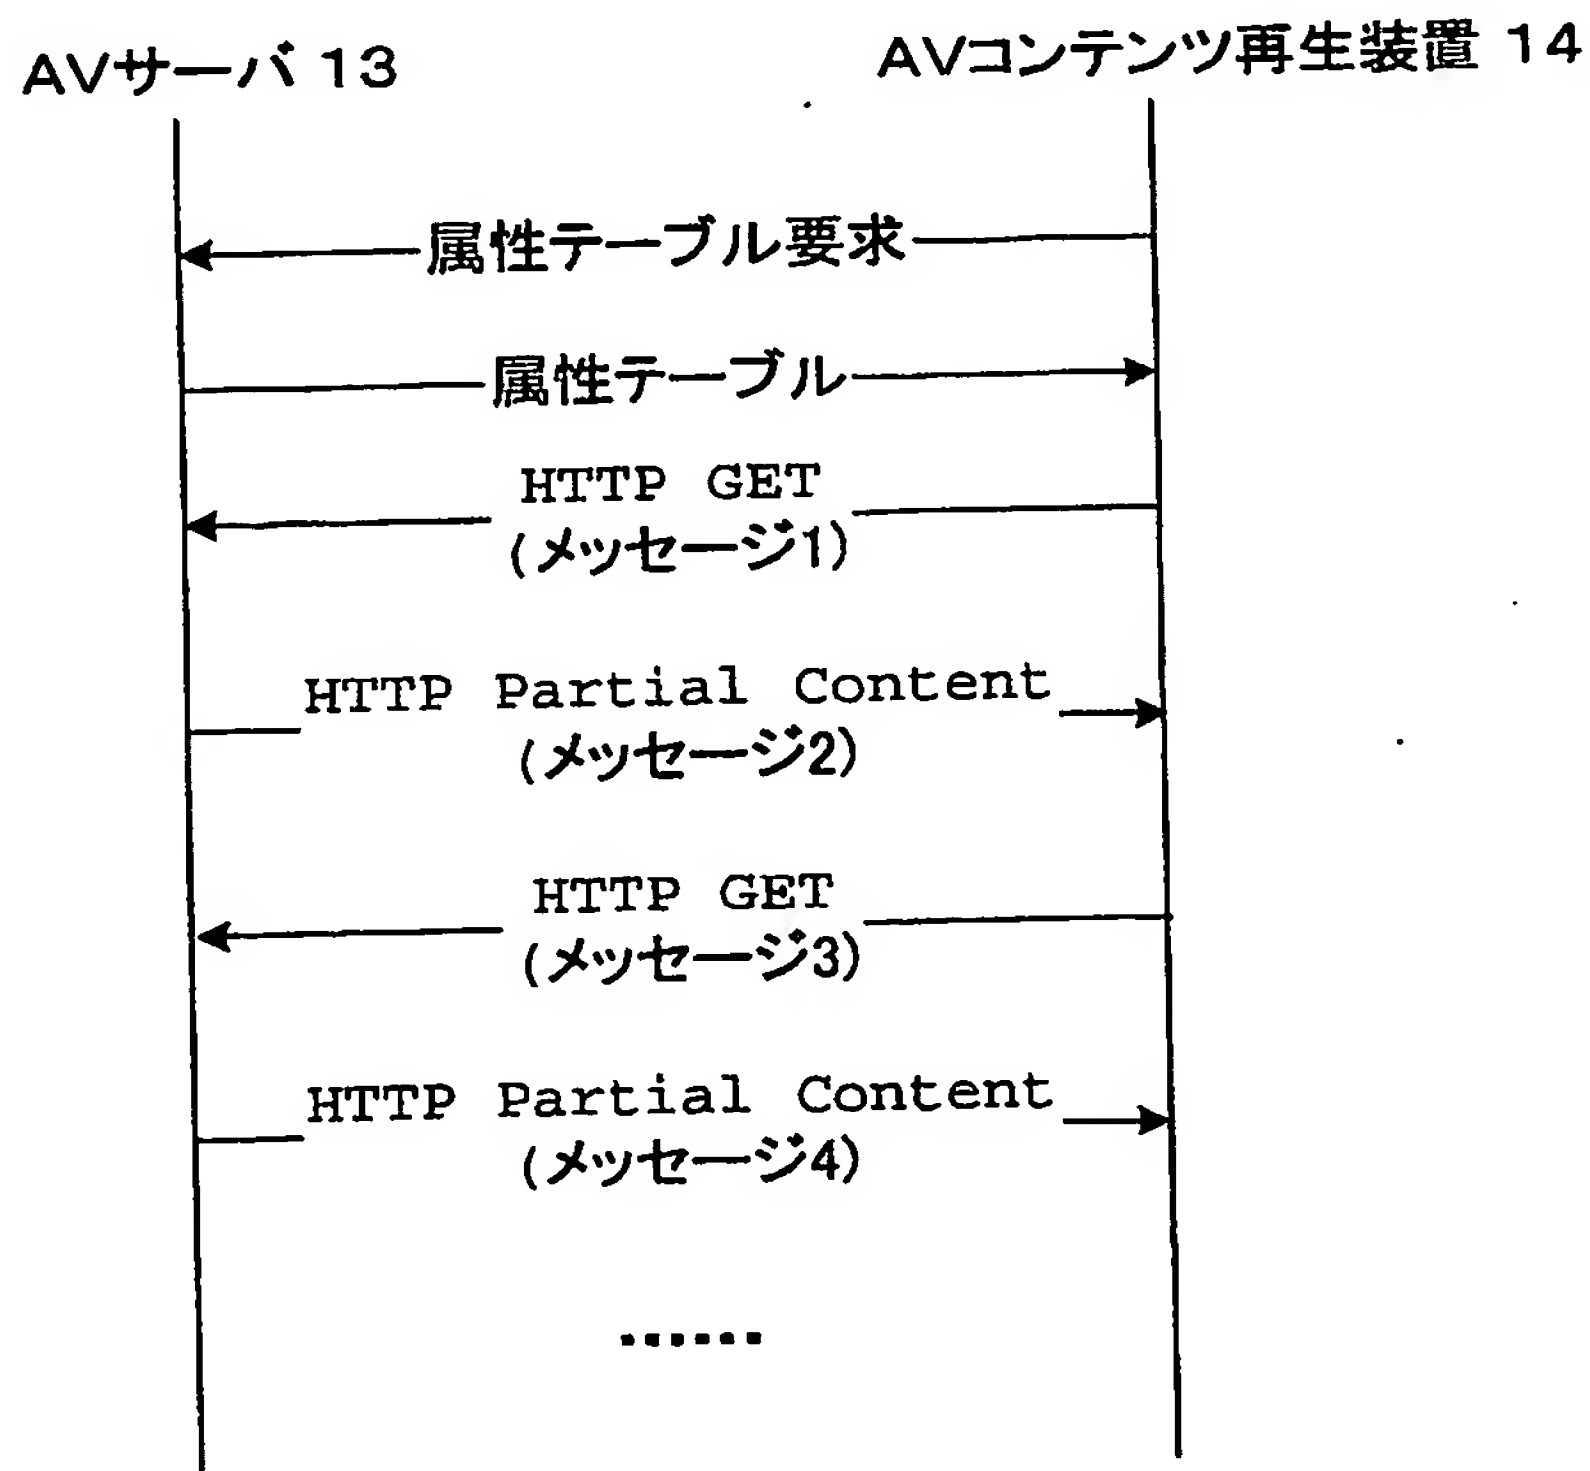 AVサーバ 13
AVコンテンツ再生装置 14
属性テーブル要求
属性テーブル
HTTP GET
(メッセージ1)
HTTP Partial Content
(メッセージ2)
HTTP GET
(メッセージ3)
HTTP Partial Content
(メッセージ4)
......